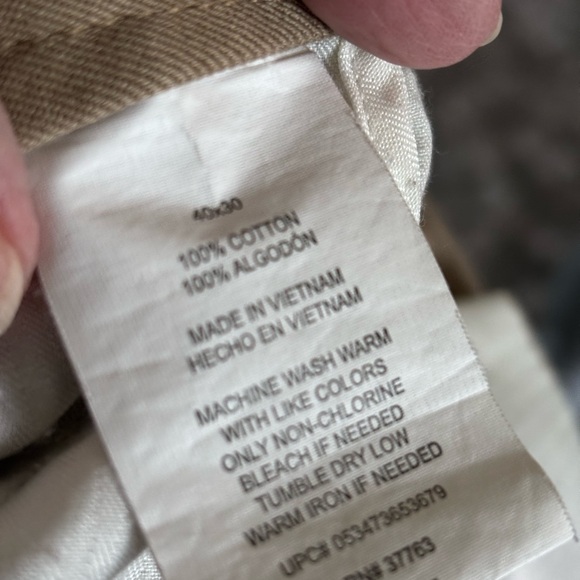 40x30
100% COTTON
100% ALGODÓN
MADE IN VIETNAM
HECHO EN VIETNAM
MACHINE WASH WARM
WITH LIKE COLORS
ONLY NON-CHLORINE
BLEACH IF NEEDED
TUMBLE DRY LOW
WARM IRON IF NEEDED
UPC# 053473653679
37763